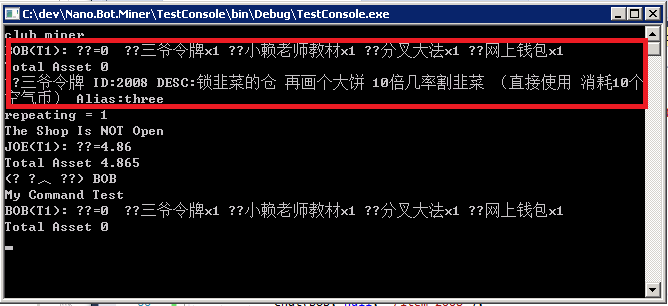 C:\dev\Nano.Bot.Miner\TestConsole\bin\Debug\TestConsole.exe
club miner
BOB(T1): ??=0  ??三爷令牌x1 ??小赖老师教材x1 ??分叉大法x1 ??网上钱包x1
Total Asset 0
?三爷令牌 ID:2008 DESC:锁韭菜的仓 再画个大饼 10倍几率割韭菜 （直接使用 消耗10个
空气币） Alias:three
repeating = 1
The Shop Is NOT Open
JOE(T1): ??=4.86
Total Asset 4.865
(? ?︿ ??) BOB
My Command Test
BOB(T1): ??=0  ??三爷令牌x1 ??小赖老师教材x1 ??分叉大法x1 ??网上钱包x1
Total Asset 0